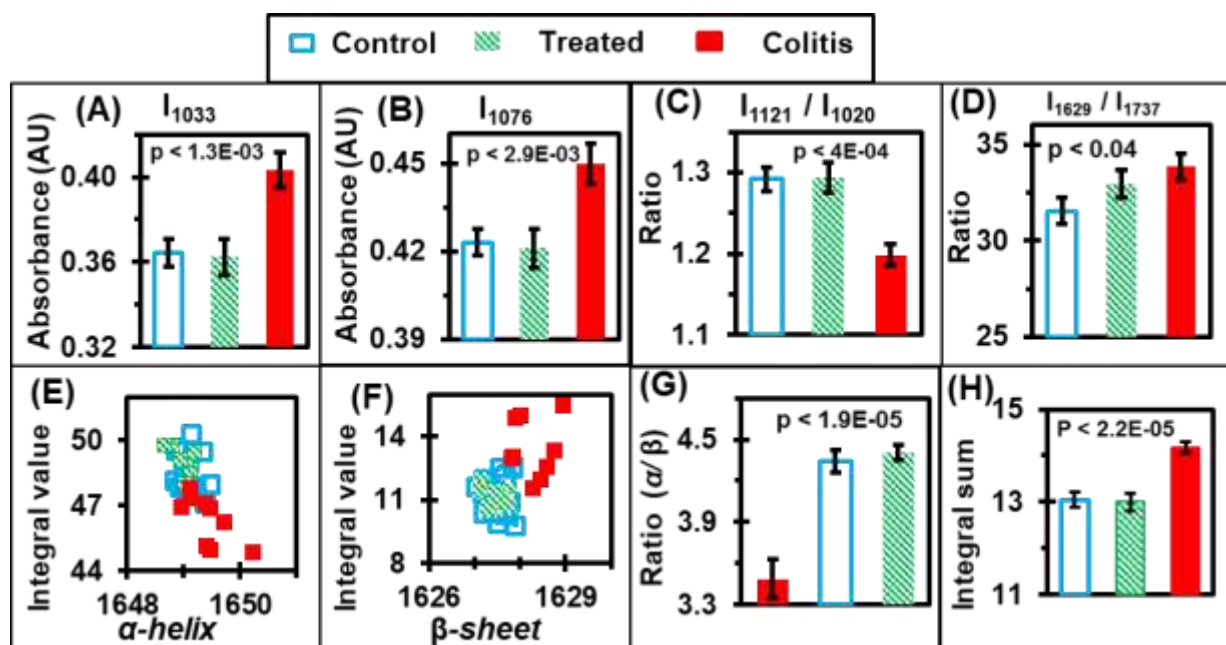 Control Treated Colitis
(A) I₁₀₃₃
p < 1.3E-03
Absorbance (AU)
0.40
0.36
0.32
(B) I₁₀₇₆
p < 2.9E-03
Absorbance (AU)
0.45
0.42
0.39
(C) I₁₁₂₁ / I₁₀₂₀
p < 4E-04
Ratio
1.3
1.2
1.1
(D) I₁₆₂₉ / I₁₇₃₇
p < 0.04
Ratio
35
30
25
(E)
Integral value
50
47
44
1648 1650
α-helix
(F)
Integral value
14
11
8
1626 1629
β-sheet
(G)
p < 1.9E-05
Ratio (α/β)
4.5
3.9
3.3
(H)
P < 2.2E-05
Integral sum
15
13
11